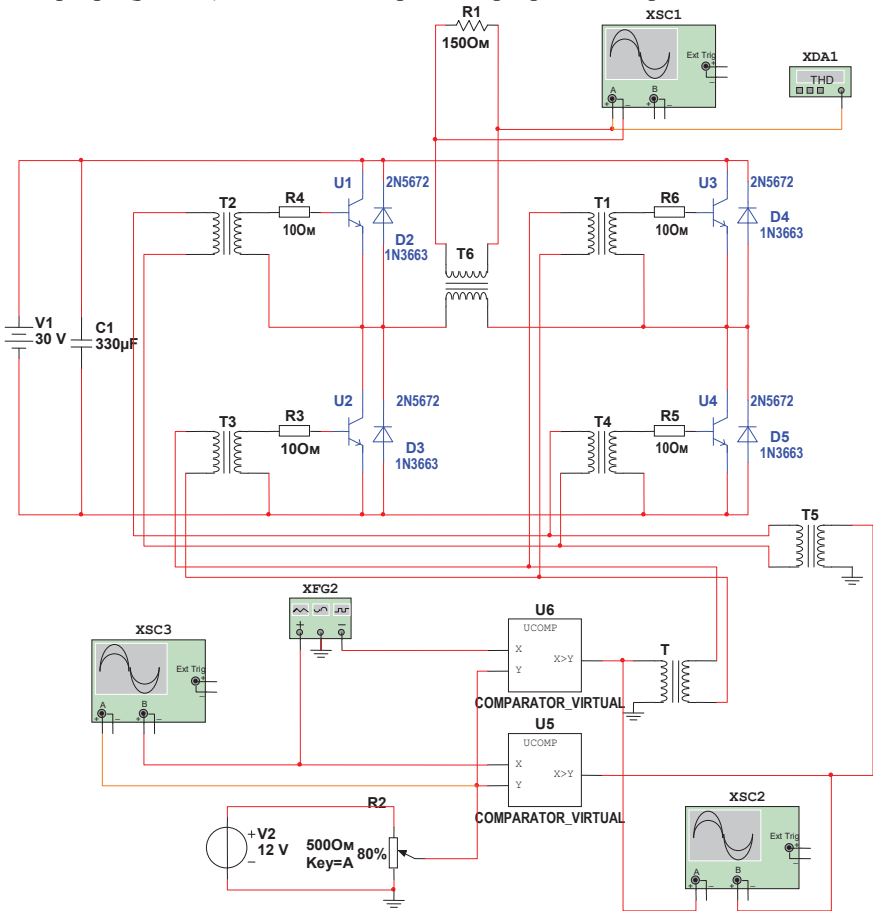 R1
150Ом
XSC1
Ext Trig
+
−
A
B
+ − + −
XDA1
THD
T2
R4
10Ом
U1
2N5672
D2
1N3663
T6
T1
R6
10Ом
U3
2N5672
D4
1N3663
V1
30 V
C1
330µF
T3
R3
10Ом
U2
2N5672
D3
1N3663
T4
R5
10Ом
U4
2N5672
D5
1N3663
T5
XFG2
+ −
U6
UCOMP
X
Y
X>Y
COMPARATOR_VIRTUAL
T
XSC3
Ext Trig
+
−
A
B
+ − + −
U5
UCOMP
X
Y
X>Y
COMPARATOR_VIRTUAL
R2
+
V2
12 V
−
500Ом
Key=A
80%
XSC2
Ext Trig
+
−
A
B
+ − + −